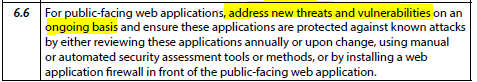 6.6 For public-facing web applications, address new threats and vulnerabilities on an
ongoing basis and ensure these applications are protected against known attacks
by either reviewing these applications annually or upon change, using manual
or automated security assessment tools or methods, or by installing a web
application firewall in front of the public-facing web application.